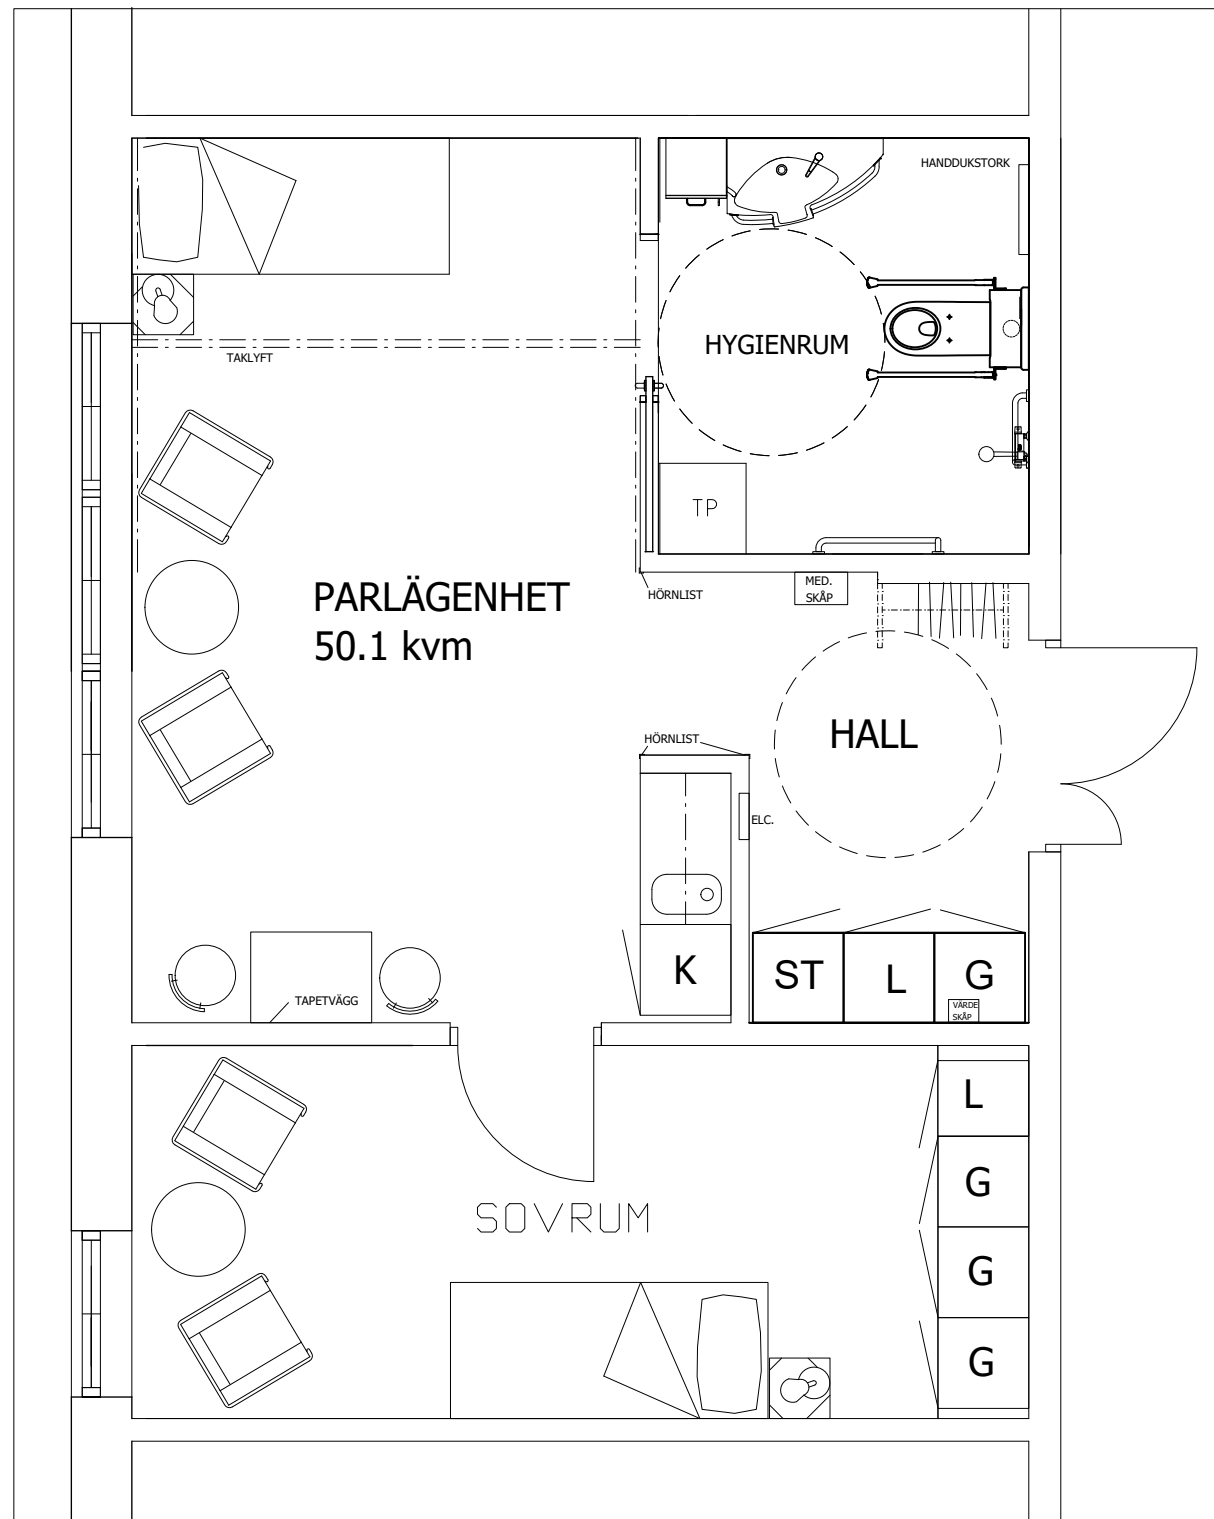 HANDDUKSTORK
HYGIENRUM
TAKLYFT
TP
PARLÄGENHET
50.1 kvm
HÖRNLIST
MED.
SKÅP
HÖRNLIST
HALL
ELC.
K
ST
L
G
VÄRDE
SKÅP
TAPETVÄGG
L
G
SOVRUM
G
G